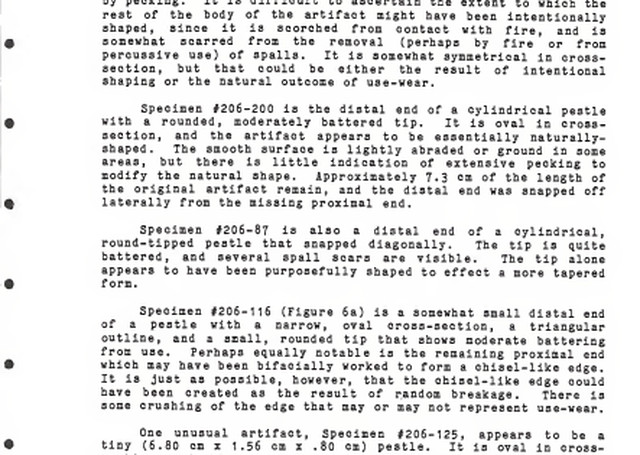 by pecking. It is difficult to ascertain the extent to which the
rest of the body of the artifact might have been intentionally
shaped, since it is scorched from contact with fire, and is
somewhat scarred from the removal (perhaps by fire or from
percussive use) of spalls. It is somewhat symmetrical in cross-
section, but that could be either the result of intentional
shaping or the natural outcome of use-wear.
Specimen #206-200 is the distal end of a cylindrical pestle
with a rounded, moderately battered tip. It is oval in cross-
section, and the artifact appears to be essentially naturally-
shaped. The smooth surface is lightly abraded or ground in some
areas, but there is little indication of extensive pecking to
modify the natural shape. Approximately 7.3 cm of the length of
the original artifact remain, and the distal end was snapped off
laterally from the missing proximal end.
Specimen #206-87 is also a distal end of a cylindrical,
round-tipped pestle that snapped diagonally. The tip is quite
battered, and several spall scars are visible. The tip alone
appears to have been purposefully shaped to effect a more tapered
form.
Specimen #206-116 (Figure 6a) is a somewhat small distal end
of a pestle with a narrow, oval cross-section, a triangular
outline, and a small, rounded tip that shows moderate battering
from use. Perhaps equally notable is the remaining proximal end
which may have been bifacially worked to form a chisel-like edge.
It is just as possible, however, that the chisel-like edge could
have been created as the result of random breakage. There is
some crushing of the edge that may or may not represent use-wear.
One unusual artifact, Specimen #206-125, appears to be a
tiny (6.80 cm x 1.56 cm x .80 cm) pestle. It is oval in cross-